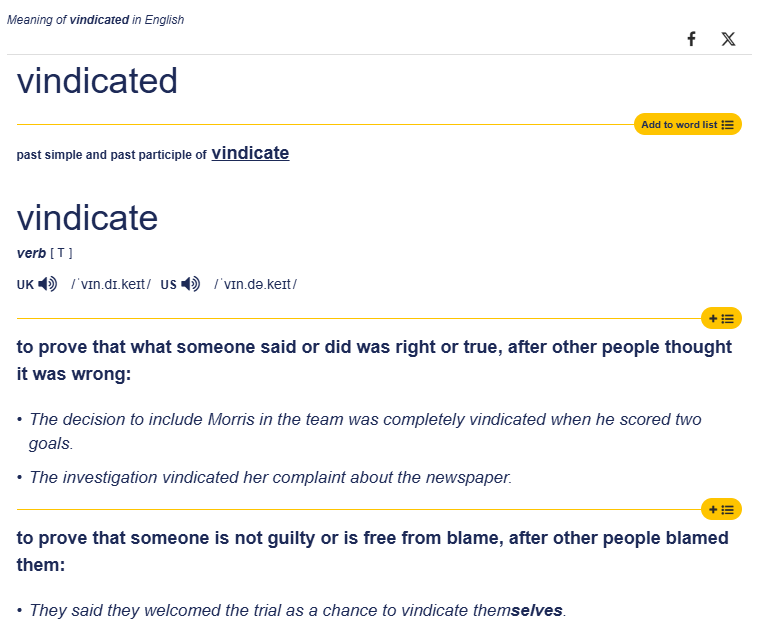 Meaning of vindicated in English
vindicated
Add to word list
past simple and past participle of vindicate
vindicate
verb [ T ]
UK /ˈvɪn.dɪ.keɪt/ US /ˈvɪn.də.keɪt/
to prove that what someone said or did was right or true, after other people thought
it was wrong:
• The decision to include Morris in the team was completely vindicated when he scored two
goals.
• The investigation vindicated her complaint about the newspaper.
to prove that someone is not guilty or is free from blame, after other people blamed
them:
• They said they welcomed the trial as a chance to vindicate themselves.